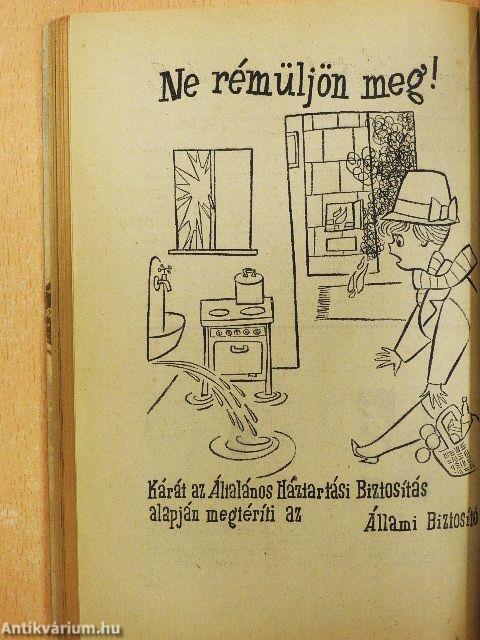 Ne rémüljön meg!
Kárát az Általános Háztartási Biztosítás
alapján megtéríti az Állami Biztosító
Antikvárium.hu